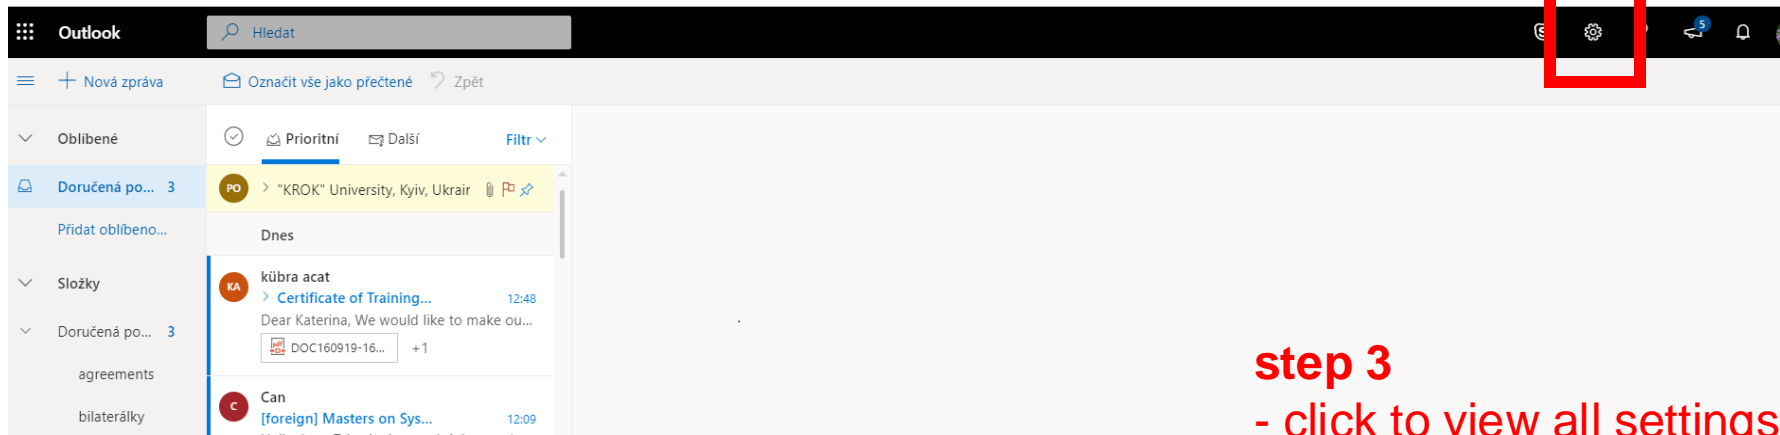 Outlook
Hledat
5
Nová zpráva
Označit vše jako přečtené
Zpět
Oblíbené
Prioritní
Další
Filtr
Doručená po... 3
PO
"KROK" University, Kyiv, Ukrair
Přidat oblíbeno...
Dnes
Složky
KA
kübra acat
Certificate of Training... 12:48
Dear Katerina, We would like to make ou...
Doručená po... 3
DOC160919-16... +1
agreements
step 3
C
Can
bilaterálky
[foreign] Masters on Sys... 12:09
- click to view all settings